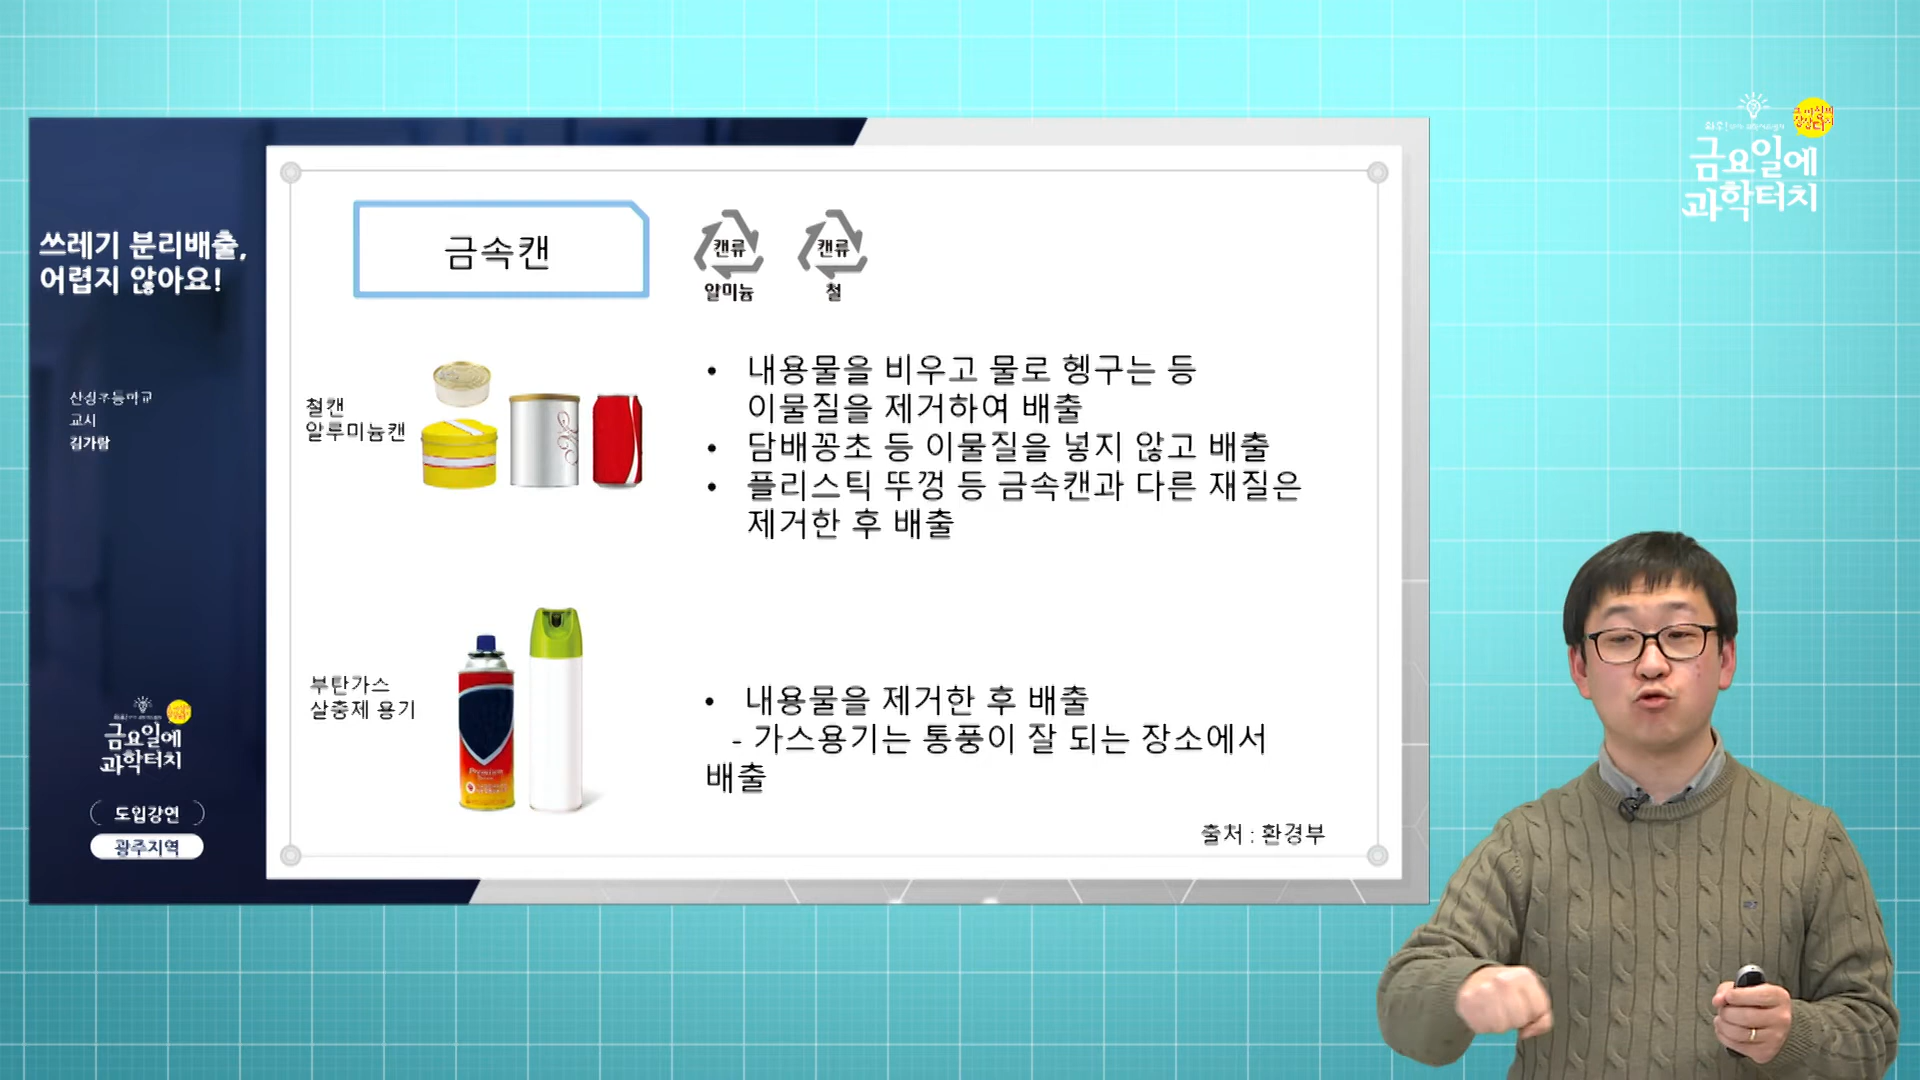 쓰레기 분리배출,
어렵지 않아요!
교시
김가람
금요일에
과학터치
도입강연
광주지역
금속캔
캔류
알미늄
캔류
철
철캔
알루미늄캔
• 내용물을 비우고 물로 헹구는 등
이물질을 제거하여 배출
• 담배꽁초 등 이물질을 넣지 않고 배출
• 플리스틱 뚜껑 등 금속캔과 다른 재질은
제거한 후 배출
부탄가스
살충제 용기
Premium
• 내용물을 제거한 후 배출
- 가스용기는 통풍이 잘 되는 장소에서
배출
출처 : 환경부
금요일에
과학터치